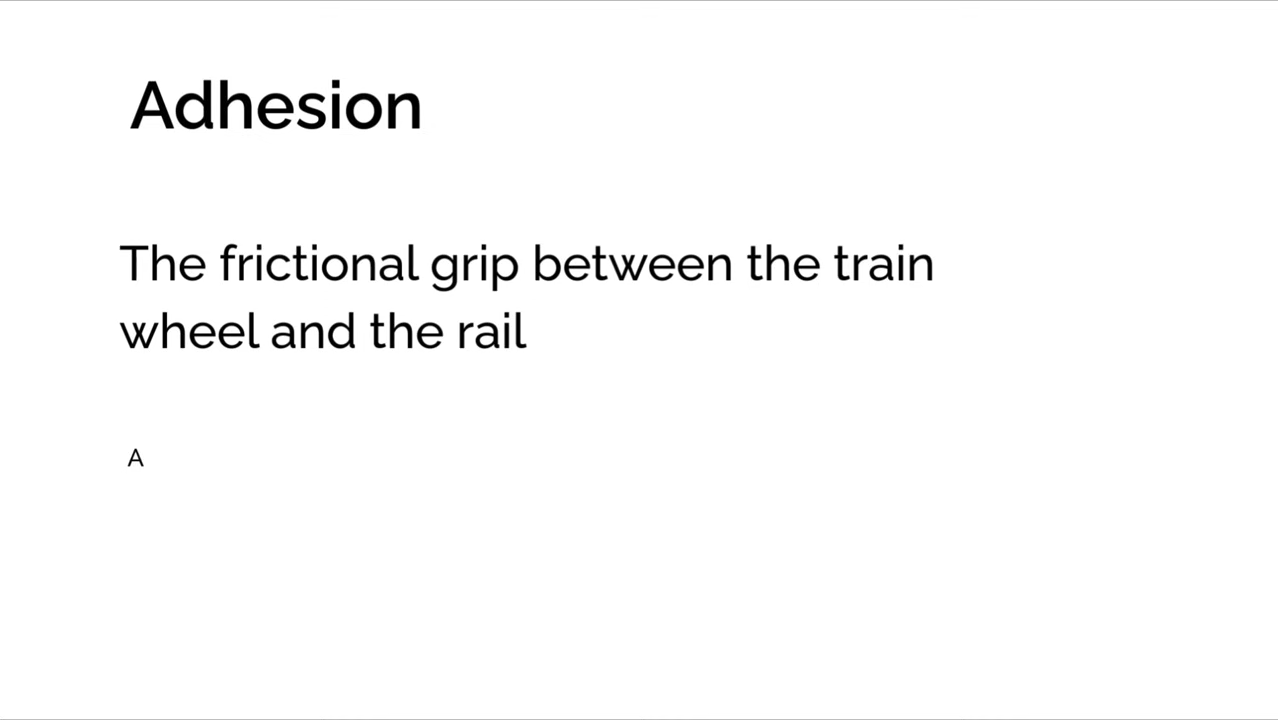 Adhesion
The frictional grip between the train
wheel and the rail
A